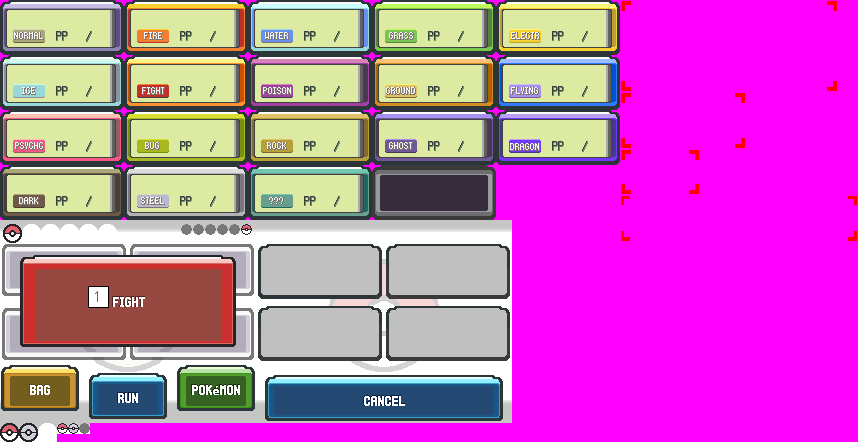 NORMAL PP / FIRE PP / WATER PP / GRASS PP / ELECTR PP /
ICE PP / FIGHT PP / POISON PP / GROUND PP / FLYING PP /
PSYCHC PP / BUG PP / ROCK PP / GHOST PP / DRAGON PP /
DARK PP / STEEL PP / ??? PP /
1 FIGHT
BAG RUN POKéMON CANCEL